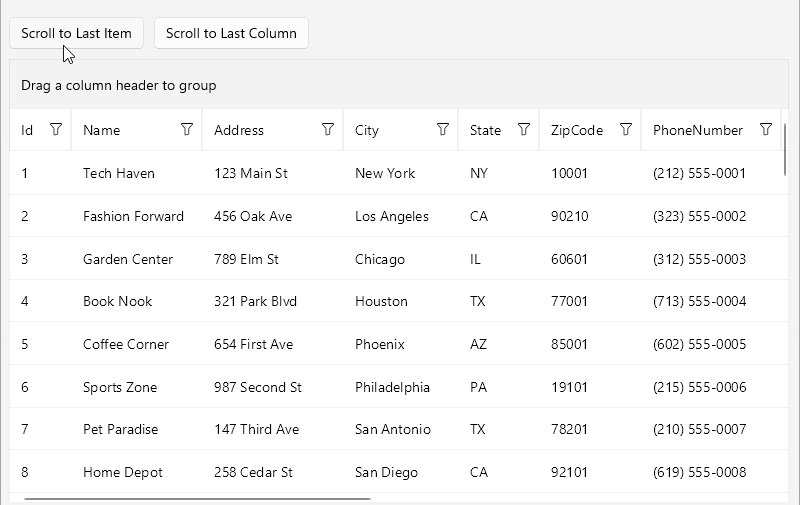 Scroll to Last Item Scroll to Last Column
Drag a column header to group
Id Name Address City State ZipCode PhoneNumber
1 Tech Haven 123 Main St New York NY 10001 (212) 555-0001
2 Fashion Forward 456 Oak Ave Los Angeles CA 90210 (323) 555-0002
3 Garden Center 789 Elm St Chicago IL 60601 (312) 555-0003
4 Book Nook 321 Park Blvd Houston TX 77001 (713) 555-0004
5 Coffee Corner 654 First Ave Phoenix AZ 85001 (602) 555-0005
6 Sports Zone 987 Second St Philadelphia PA 19101 (215) 555-0006
7 Pet Paradise 147 Third Ave San Antonio TX 78201 (210) 555-0007
8 Home Depot 258 Cedar St San Diego CA 92101 (619) 555-0008